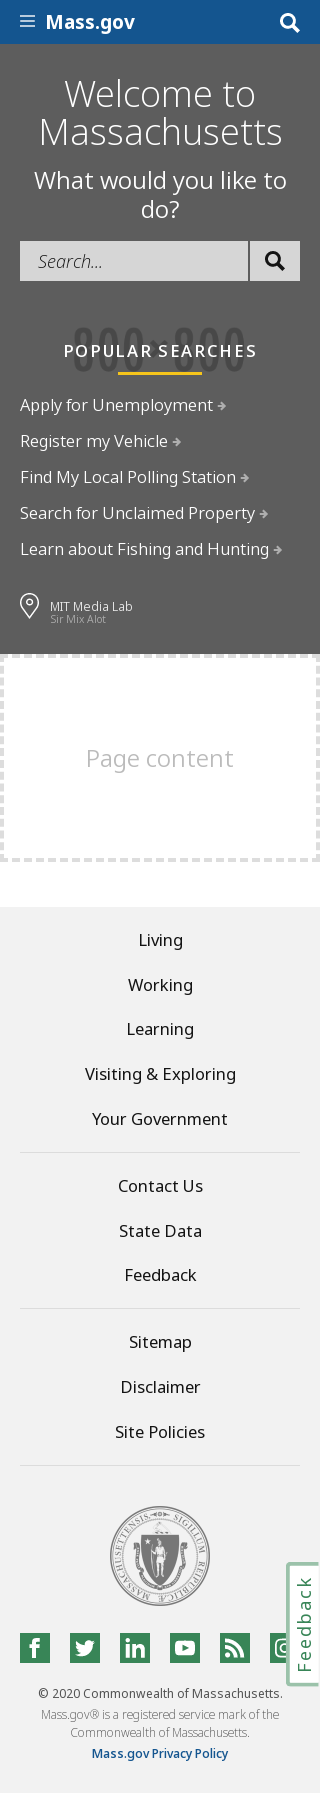 Mass.gov
Welcome to
Massachusetts
What would you like to
do?
Search...
800×800
POPULAR SEARCHES
Apply for Unemployment
Register my Vehicle
Find My Local Polling Station
Search for Unclaimed Property
Learn about Fishing and Hunting
MIT Media Lab
Sir Mix Alot
Page content
Living
Working
Learning
Visiting & Exploring
Your Government
Contact Us
State Data
Feedback
Sitemap
Disclaimer
Site Policies
Feedback
© 2020 Commonwealth of Massachusetts.
Mass.gov® is a registered service mark of the
Commonwealth of Massachusetts.
Mass.gov Privacy Policy